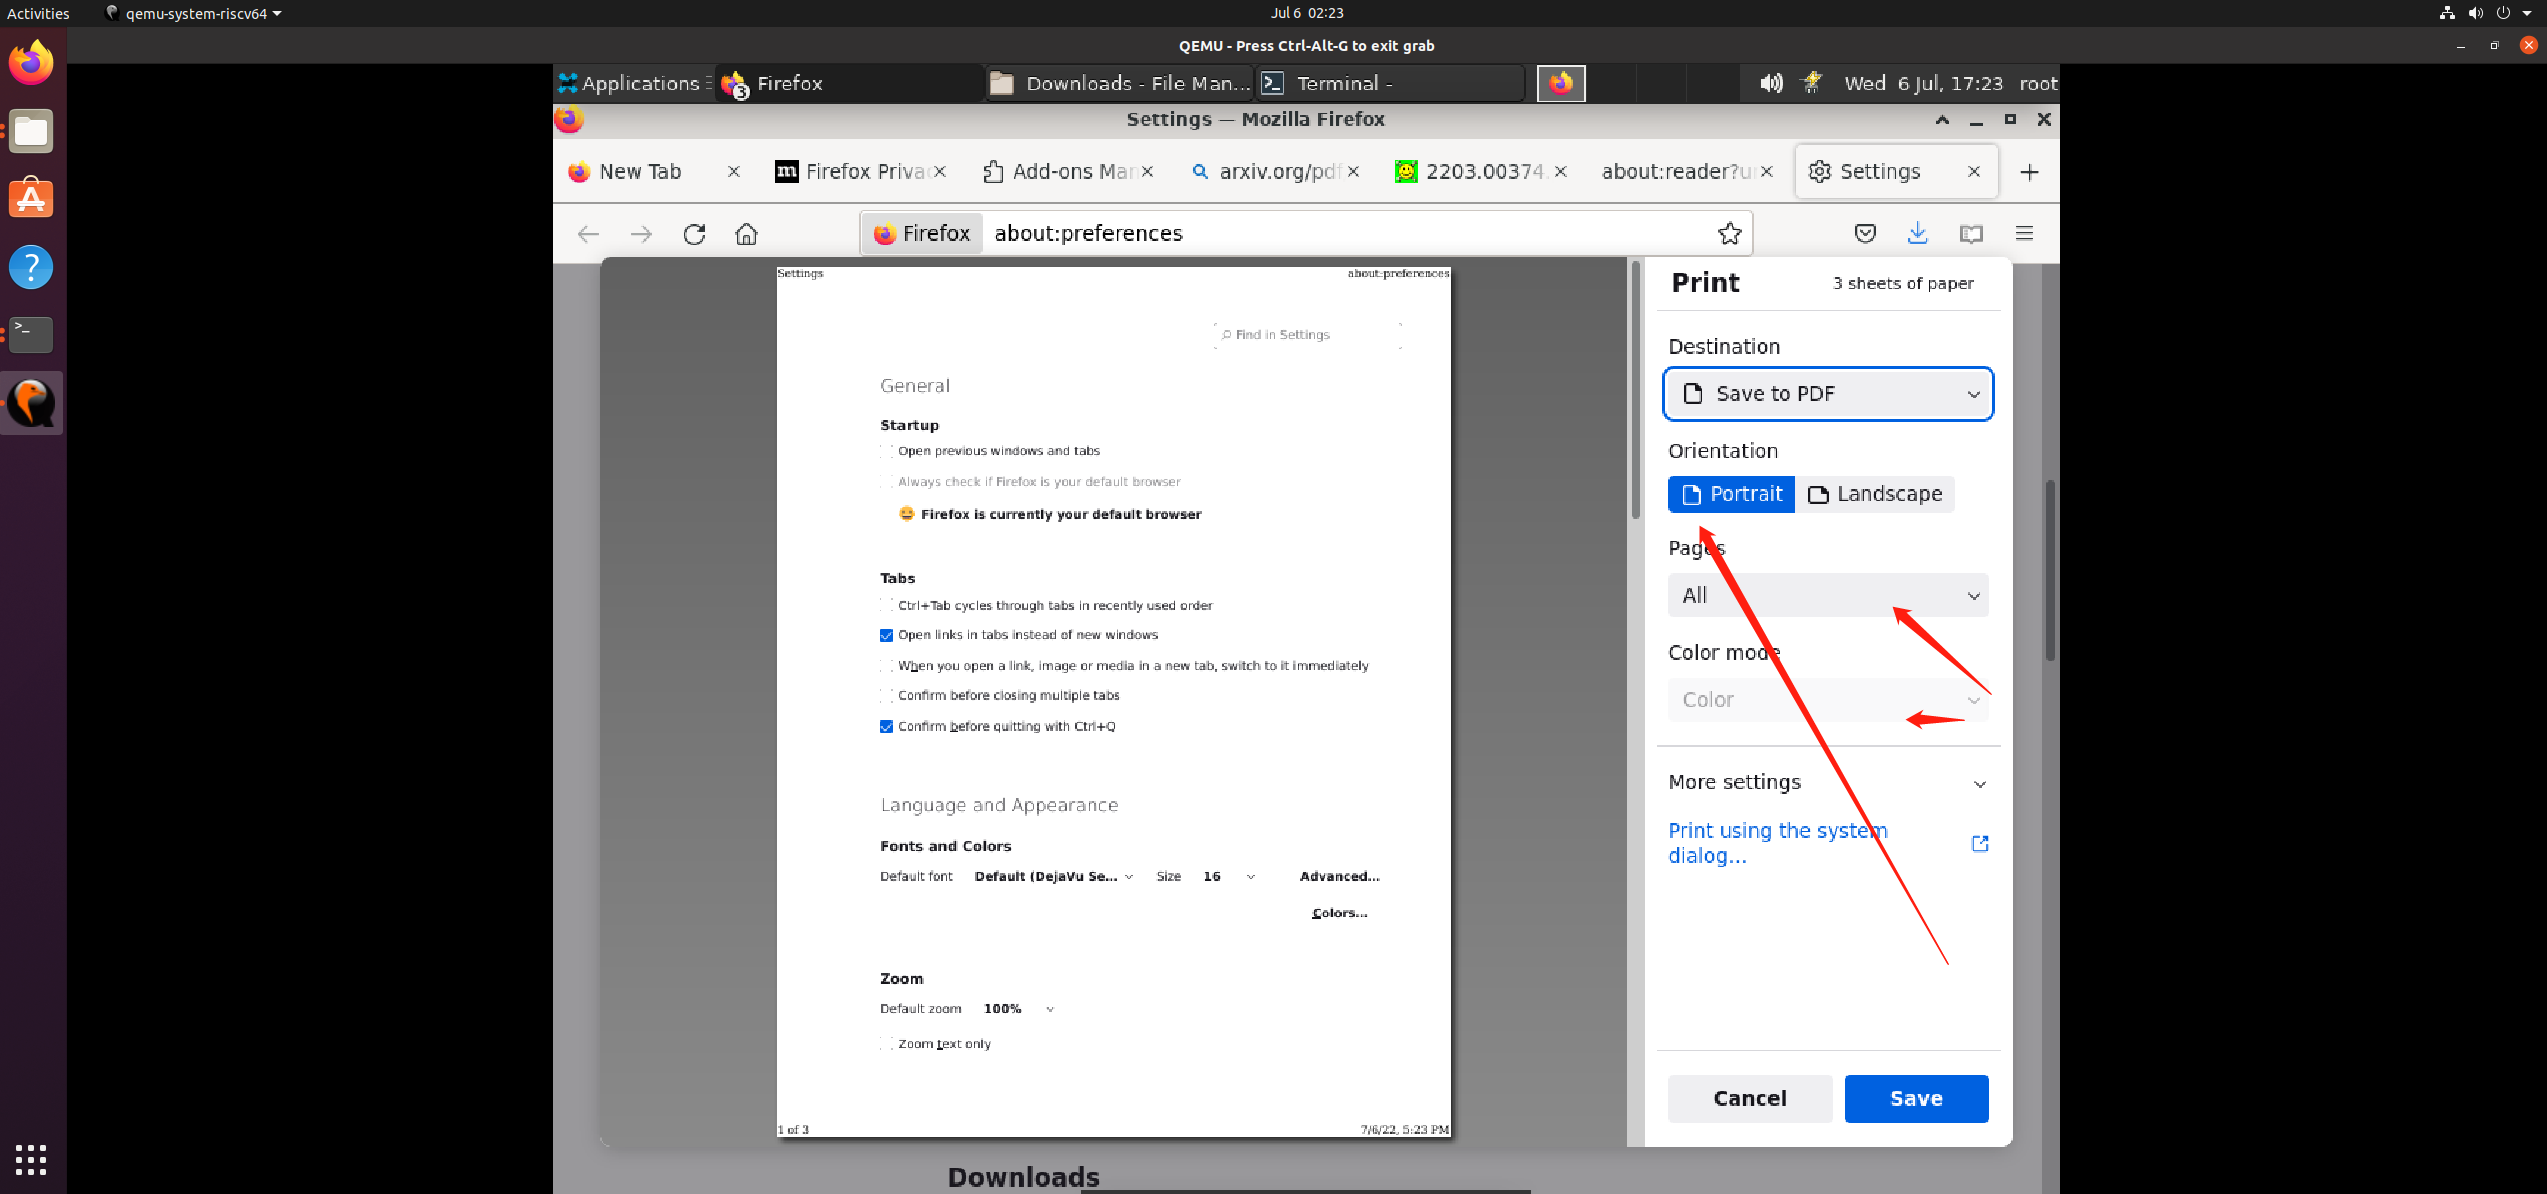 Activities
qemu-system-riscv64
Jul 6 02:23
QEMU - Press Ctrl-Alt-G to exit grab
Applications
3
Firefox
Downloads - File Man...
Terminal -
Wed 6 Jul, 17:23
root
Settings — Mozilla Firefox
New Tab
m
Firefox Privac
Add-ons Man
arxiv.org/pdf
2203.00374.
about:reader?u
Settings
Firefox
about:preferences
Settings
about:preferences
Find in Settings
General
Startup
Open previous windows and tabs
Always check if Firefox is your default browser
Firefox is currently your default browser
Tabs
Ctrl+Tab cycles through tabs in recently used order
Open links in tabs instead of new windows
When you open a link, image or media in a new tab, switch to it immediately
Confirm before closing multiple tabs
Confirm before quitting with Ctrl+Q
Language and Appearance
Fonts and Colors
Default font Default (DejaVu Se... Size 16 Advanced...
Colors...
Zoom
Default zoom 100%
Zoom text only
1 of 3
7/6/22, 5:23 PM
Print
3 sheets of paper
Destination
Save to PDF
Orientation
Portrait
Landscape
Pages
All
Color mode
Color
More settings
Print using the system
dialog...
Cancel
Save
Downloads